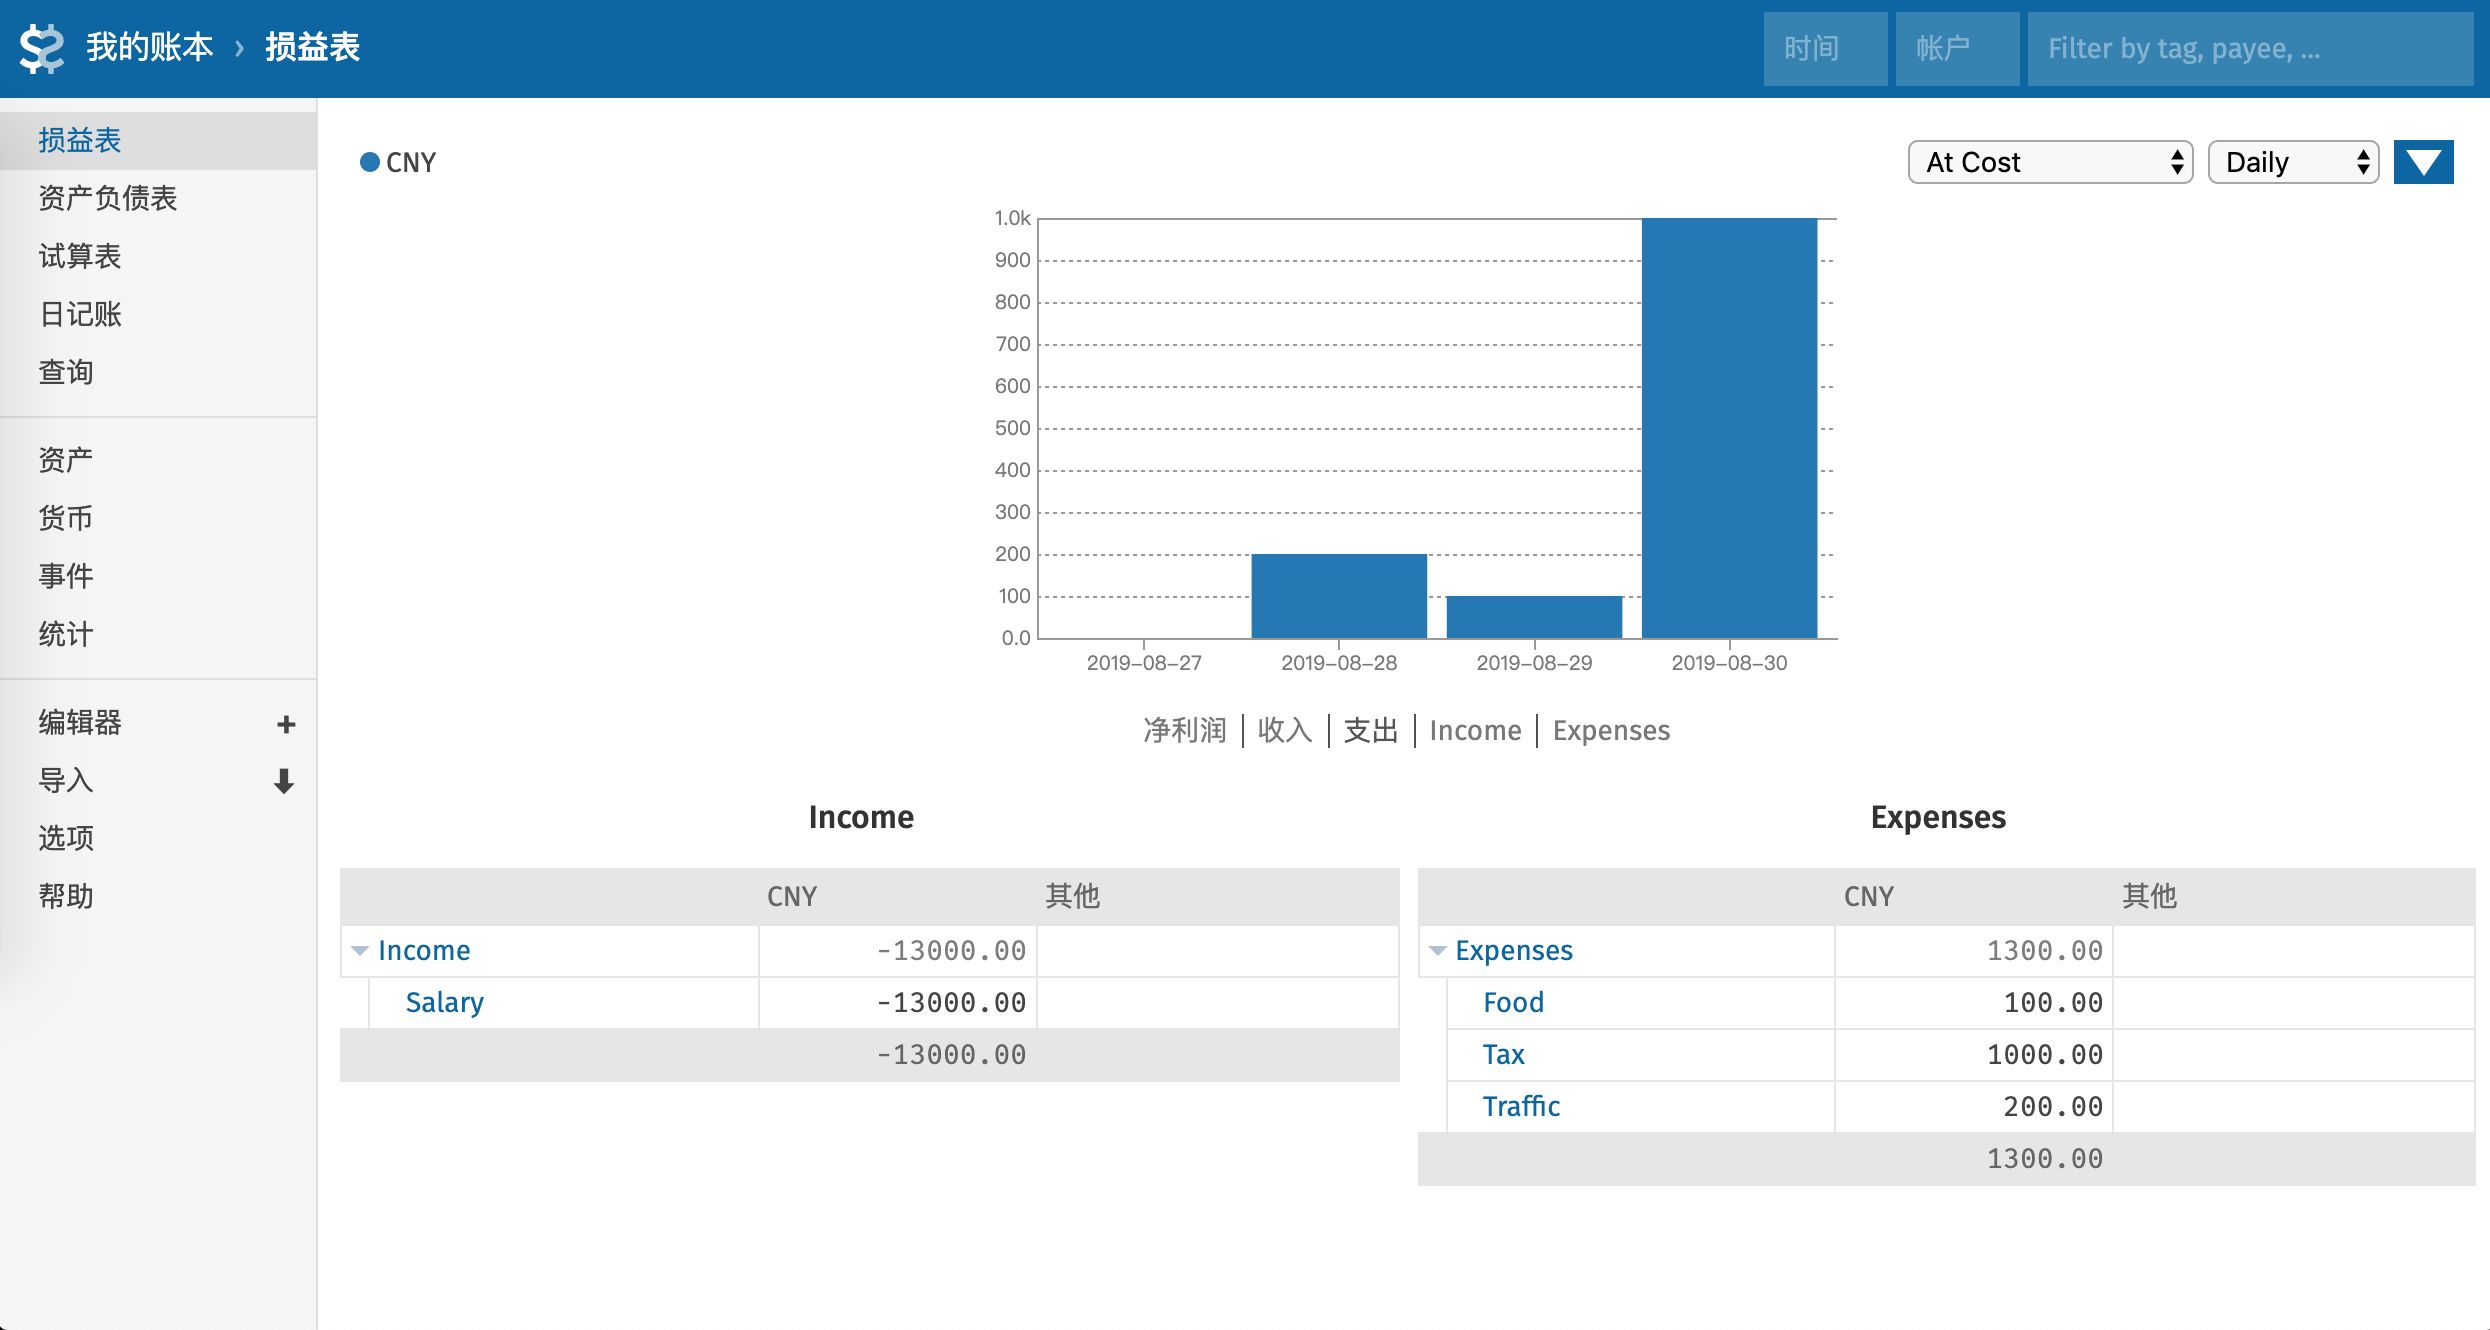 我的账本 › 损益表
时间
帐户
Filter by tag, payee, ...
损益表
资产负债表
试算表
日记账
查询
资产
货币
事件
统计
编辑器 +
导入
选项
帮助
CNY
At Cost
Daily
1.0k
900
800
700
600
500
400
300
200
100
0.0
2019-08-27 2019-08-28 2019-08-29 2019-08-30
净利润 | 收入 | 支出 | Income | Expenses
Income
CNY 其他
Income -13000.00
Salary -13000.00
-13000.00
Expenses
CNY 其他
Expenses 1300.00
Food 100.00
Tax 1000.00
Traffic 200.00
1300.00